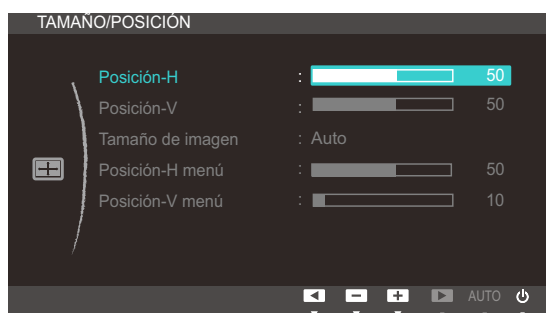 TAMAÑO/POSICIÓN
Posición-H : 50
Posición-V : 50
Tamaño de imagen : Auto
Posición-H menú : 50
Posición-V menú : 10
AUTO